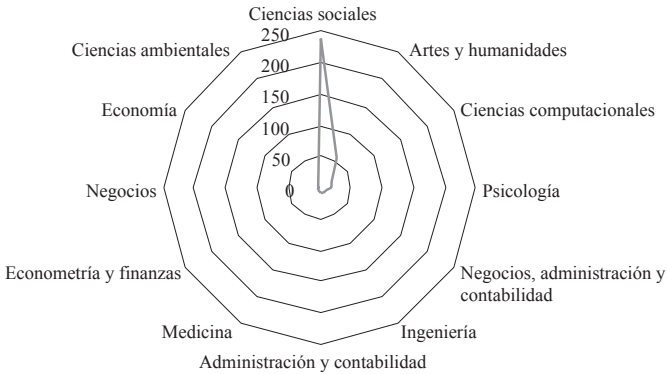 Ciencias sociales
250
Ciencias ambientales
Artes y humanidades
200
150
Economía
Ciencias computacionales
100
50
Negocios
0
Psicología
Econometría y finanzas
Negocios, administración y
contabilidad
Medicina
Ingeniería
Administración y contabilidad